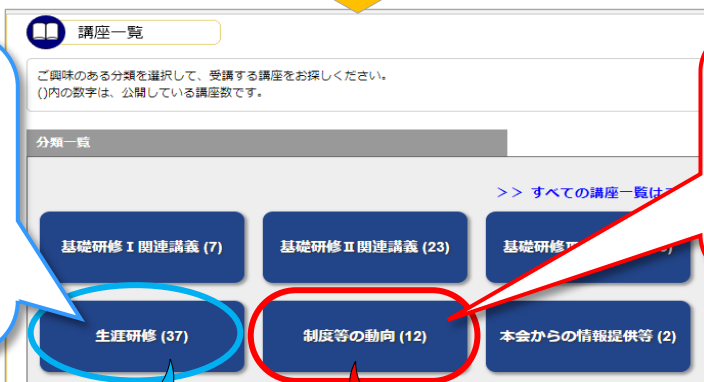 講座一覧
ご興味のある分類を選択して、受講する講座をお探しください。
()内の数字は、公開している講座数です。
分類一覧
>> すべての講座一覧は
基礎研修Ⅰ関連講義 (7)
基礎研修Ⅱ関連講義 (23)
基礎研修
生涯研修 (37)
制度等の動向 (12)
本会からの情報提供等 (2)